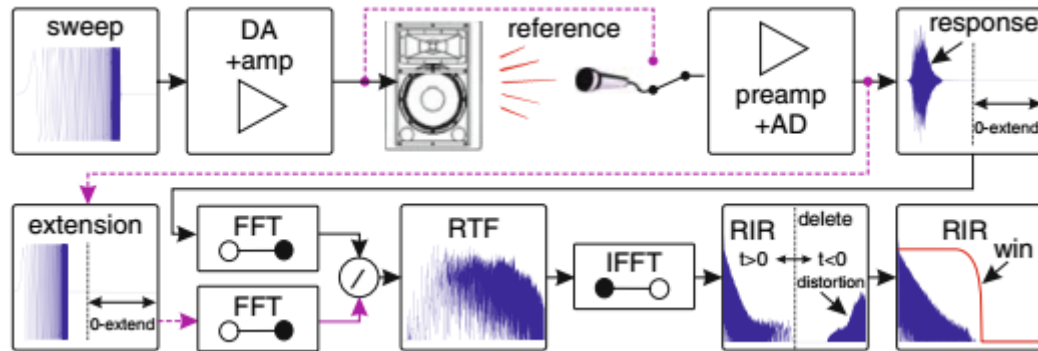 sweep
DA
+amp
reference
preamp
+AD
response
0-extend
extension
0-extend
FFT
FFT
/
RTF
IFFT
RIR
delete
t>0
t<0
distortion
RIR
win